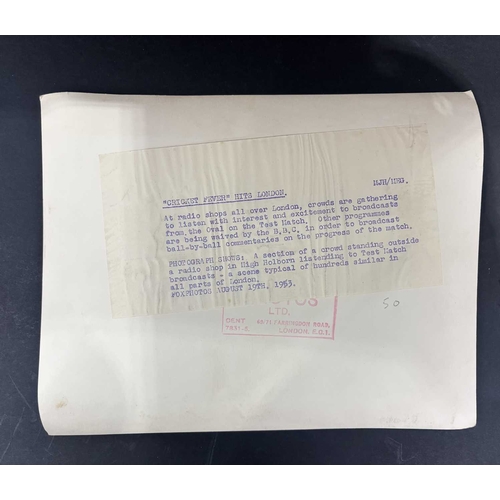 "CRICKET FEVER" HITS LONDON. MJH/NEG.
At radio shops all over London, crowds are gathering
to listen with interest and excitement to broadcasts
from the Oval on the Test Match. Other programmes
are being waived by the B.B.C. in order to broadcast
ball-by-ball commentaries on the progress of the match.
PHOTOGRAPH SHOWS: A section of a crowd standing outside
a radio shop in High Holborn listening to Test Match
broadcasts - a scene typical of hundreds similar in
all parts of London.
FOXPHOTOS AUGUST 19TH. 1953.
LTD.
FARRINGDON ROAD,
LONDON, E.C.1.
50